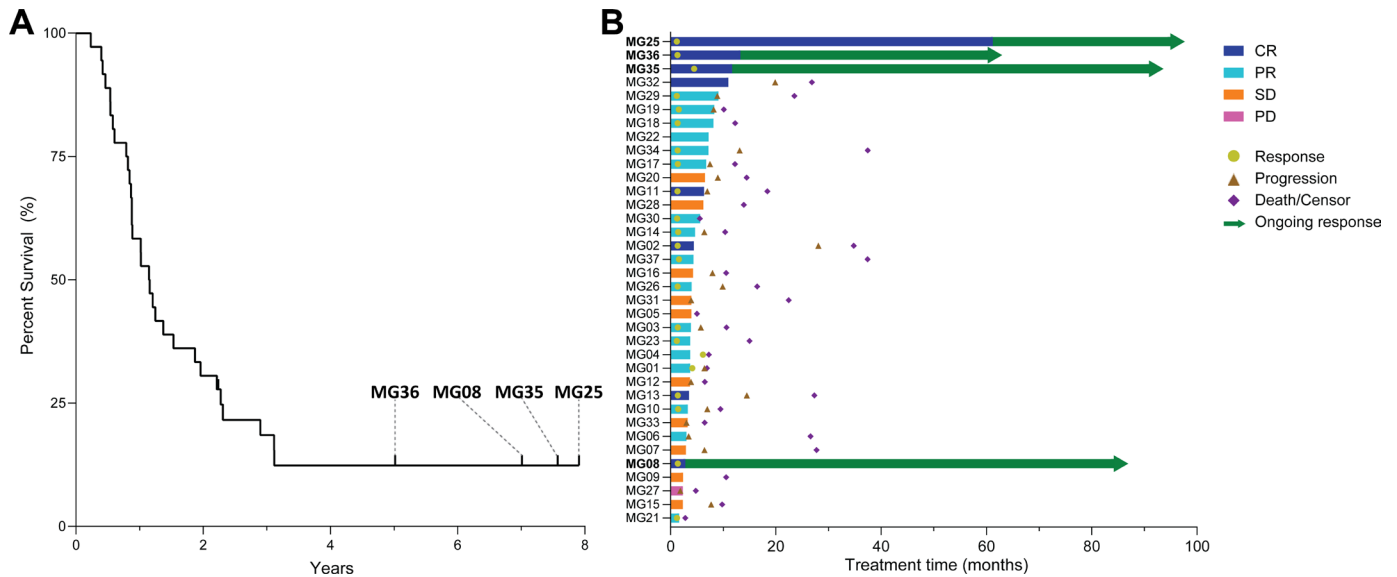 A
100
75
50
25
0
Percent Survival (%)
MG36 MG08 MG35 MG25
0 2 4 6 8
Years
B
MG25
MG36
MG35
MG32
MG29
MG19
MG18
MG22
MG34
MG17
MG20
MG11
MG28
MG30
MG14
MG02
MG37
MG16
MG26
MG31
MG05
MG03
MG23
MG04
MG01
MG12
MG13
MG10
MG33
MG06
MG07
MG08
MG09
MG27
MG15
MG21
0 20 40 60 80 100
Treatment time (months)
CR
PR
SD
PD
Response
Progression
Death/Censor
Ongoing response